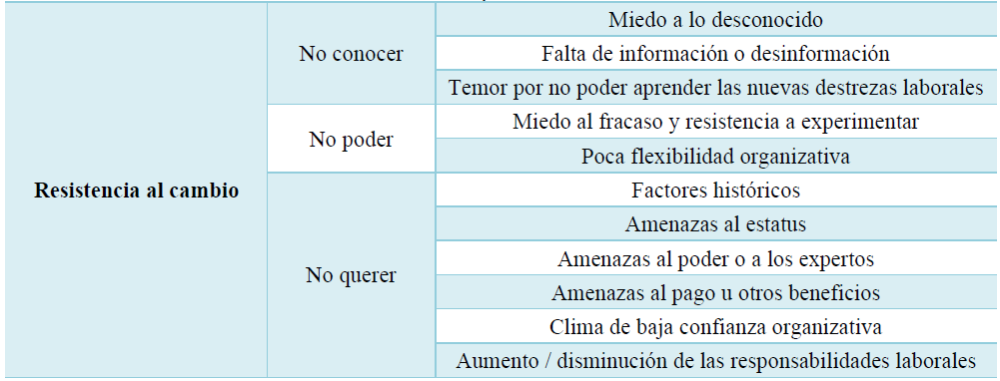 Resistencia al cambio
No conocer
Miedo a lo desconocido
Falta de información o desinformación
Temor por no poder aprender las nuevas destrezas laborales
No poder
Miedo al fracaso y resistencia a experimentar
Poca flexibilidad organizativa
No querer
Factores históricos
Amenazas al estatus
Amenazas al poder o a los expertos
Amenazas al pago u otros beneficios
Clima de baja confianza organizativa
Aumento / disminución de las responsabilidades laborales